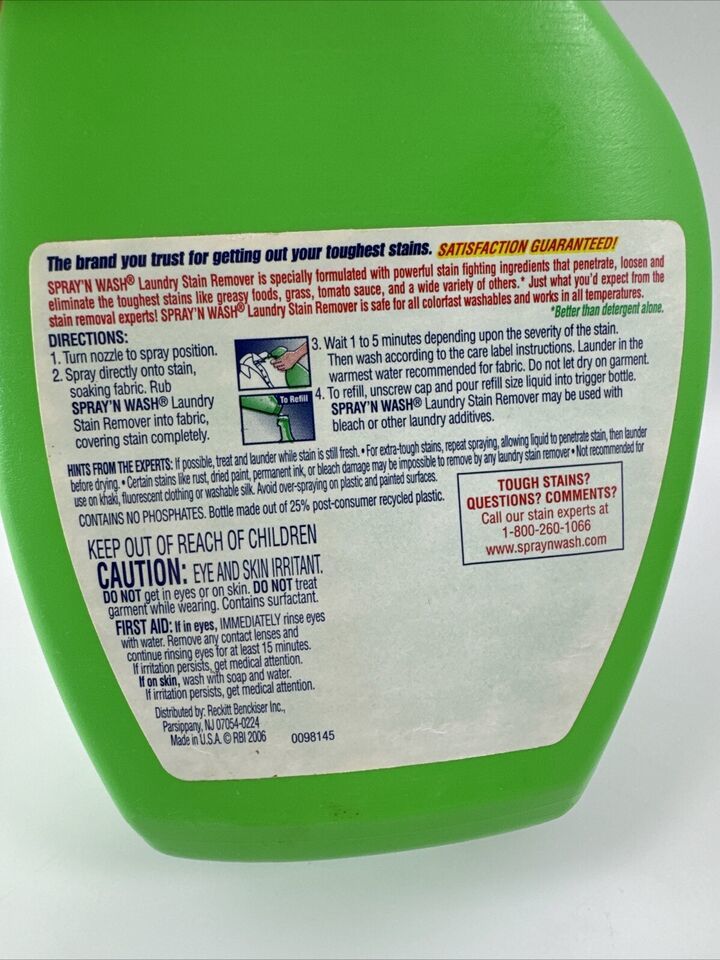 The brand you trust for getting out your toughest stains. SATISFACTION GUARANTEED!
SPRAY'N WASH® Laundry Stain Remover is specially formulated with powerful stain fighting ingredients that penetrate, loosen and
eliminate the toughest stains like greasy foods, grass, tomato sauce, and a wide variety of others.* Just what you'd expect from the
stain removal experts! SPRAY'N WASH® Laundry Stain Remover is safe for all colorfast washables and works in all temperatures.
*Better than detergent alone.
DIRECTIONS:
1. Turn nozzle to spray position.
2. Spray directly onto stain,
soaking fabric. Rub
SPRAY'N WASH® Laundry
Stain Remover into fabric,
covering stain completely.
To Refill
3. Wait 1 to 5 minutes depending upon the severity of the stain.
Then wash according to the care label instructions. Launder in the
warmest water recommended for fabric. Do not let dry on garment.
4. To refill, unscrew cap and pour refill size liquid into trigger bottle.
SPRAY'N WASH® Laundry Stain Remover may be used with
bleach or other laundry additives.
HINTS FROM THE EXPERTS: If possible, treat and launder while stain is still fresh. • For extra-tough stains, repeat spraying, allowing liquid to penetrate stain, then launder
before drying. • Certain stains like rust, dried paint, permanent ink, or bleach damage may be impossible to remove by any laundry stain remover • Not recommended for
use on khaki, fluorescent clothing or washable silk. Avoid over-spraying on plastic and painted surfaces.
CONTAINS NO PHOSPHATES. Bottle made out of 25% post-consumer recycled plastic.
KEEP OUT OF REACH OF CHILDREN
CAUTION: EYE AND SKIN IRRITANT.
DO NOT get in eyes or on skin. DO NOT treat
garment while wearing. Contains surfactant.
FIRST AID: If in eyes, IMMEDIATELY rinse eyes
with water. Remove any contact lenses and
continue rinsing eyes for at least 15 minutes.
If irritation persists, get medical attention.
If on skin, wash with soap and water.
If irritation persists, get medical attention.
Distributed by: Reckitt Benckiser Inc.,
Parsippany, NJ 07054-0224
Made in U.S.A. © RBI 2006 0098145
TOUGH STAINS?
QUESTIONS? COMMENTS?
Call our stain experts at
1-800-260-1066
www.spraynwash.com